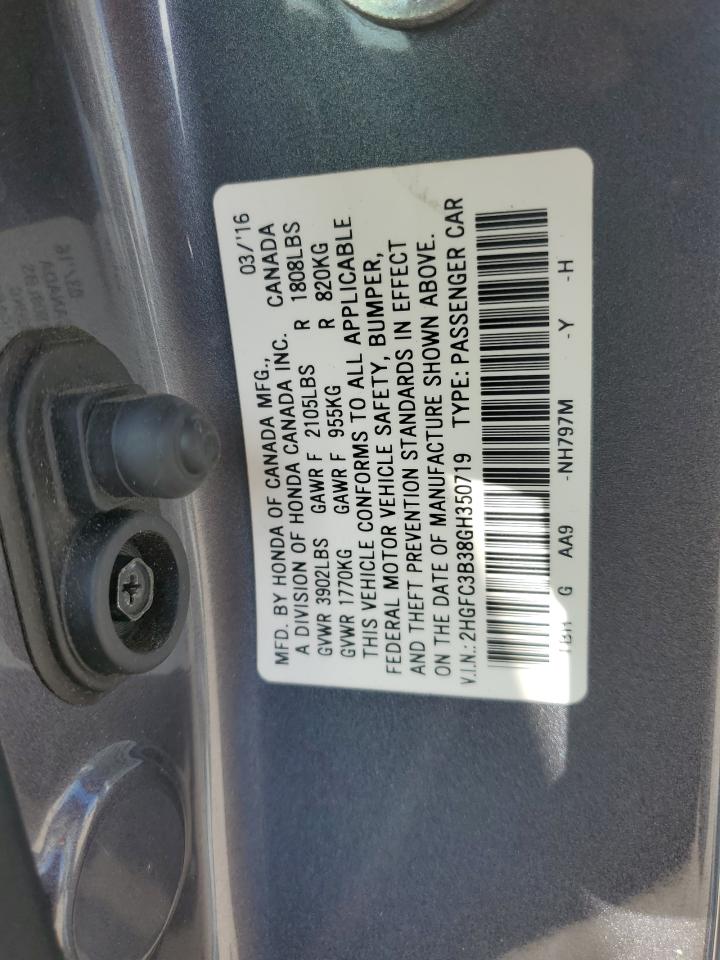 MFD. BY HONDA OF CANADA MFG., 03/'16
A DIVISION OF HONDA CANADA INC. CANADA
GVWR 3902LBS GAWR F 2105LBS R 1808LBS
GVWR 1770KG GAWR F 955KG R 820KG
THIS VEHICLE CONFORMS TO ALL APPLICABLE
FEDERAL MOTOR VEHICLE SAFETY, BUMPER,
AND THEFT PREVENTION STANDARDS IN EFFECT
ON THE DATE OF MANUFACTURE SHOWN ABOVE.
V.I.N.: 2HGFC3B38GH350719 TYPE: PASSENGER CAR
G AA9 -NH797M -Y -H